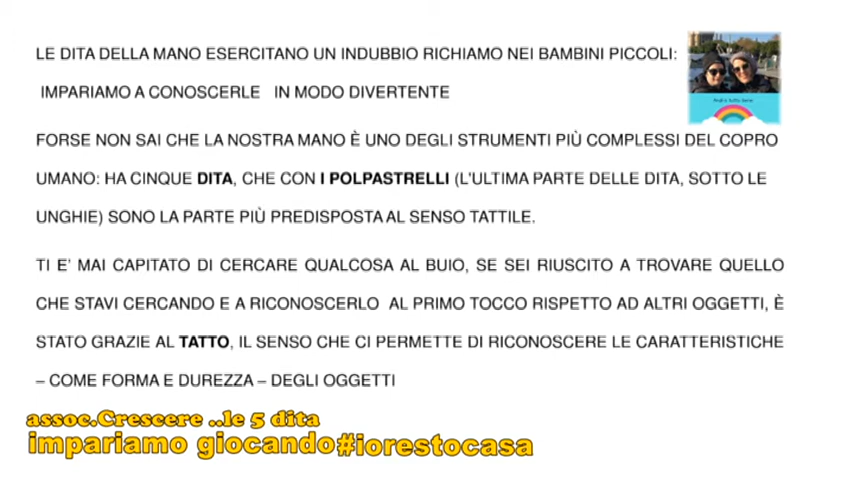 LE DITA DELLA MANO ESERCITANO UN INDUBBIO RICHIAMO NEI BAMBINI PICCOLI:
IMPARIAMO A CONOSCERLE IN MODO DIVERTENTE
FORSE NON SAI CHE LA NOSTRA MANO È UNO DEGLI STRUMENTI PIÙ COMPLESSI DEL COPRO
UMANO: HA CINQUE DITA, CHE CON I POLPASTRELLI (L'ULTIMA PARTE DELLE DITA, SOTTO LE
UNGHIE) SONO LA PARTE PIÙ PREDISPOSTA AL SENSO TATTILE.
TI E' MAI CAPITATO DI CERCARE QUALCOSA AL BUIO, SE SEI RIUSCITO A TROVARE QUELLO
CHE STAVI CERCANDO E A RICONOSCERLO AL PRIMO TOCCO RISPETTO AD ALTRI OGGETTI, È
STATO GRAZIE AL TATTO, IL SENSO CHE CI PERMETTE DI RICONOSCERE LE CARATTERISTICHE
– COME FORMA E DUREZZA – DEGLI OGGETTI
assoc.Crescere ..le 5 dita
impariamo giocando#iorestocasa